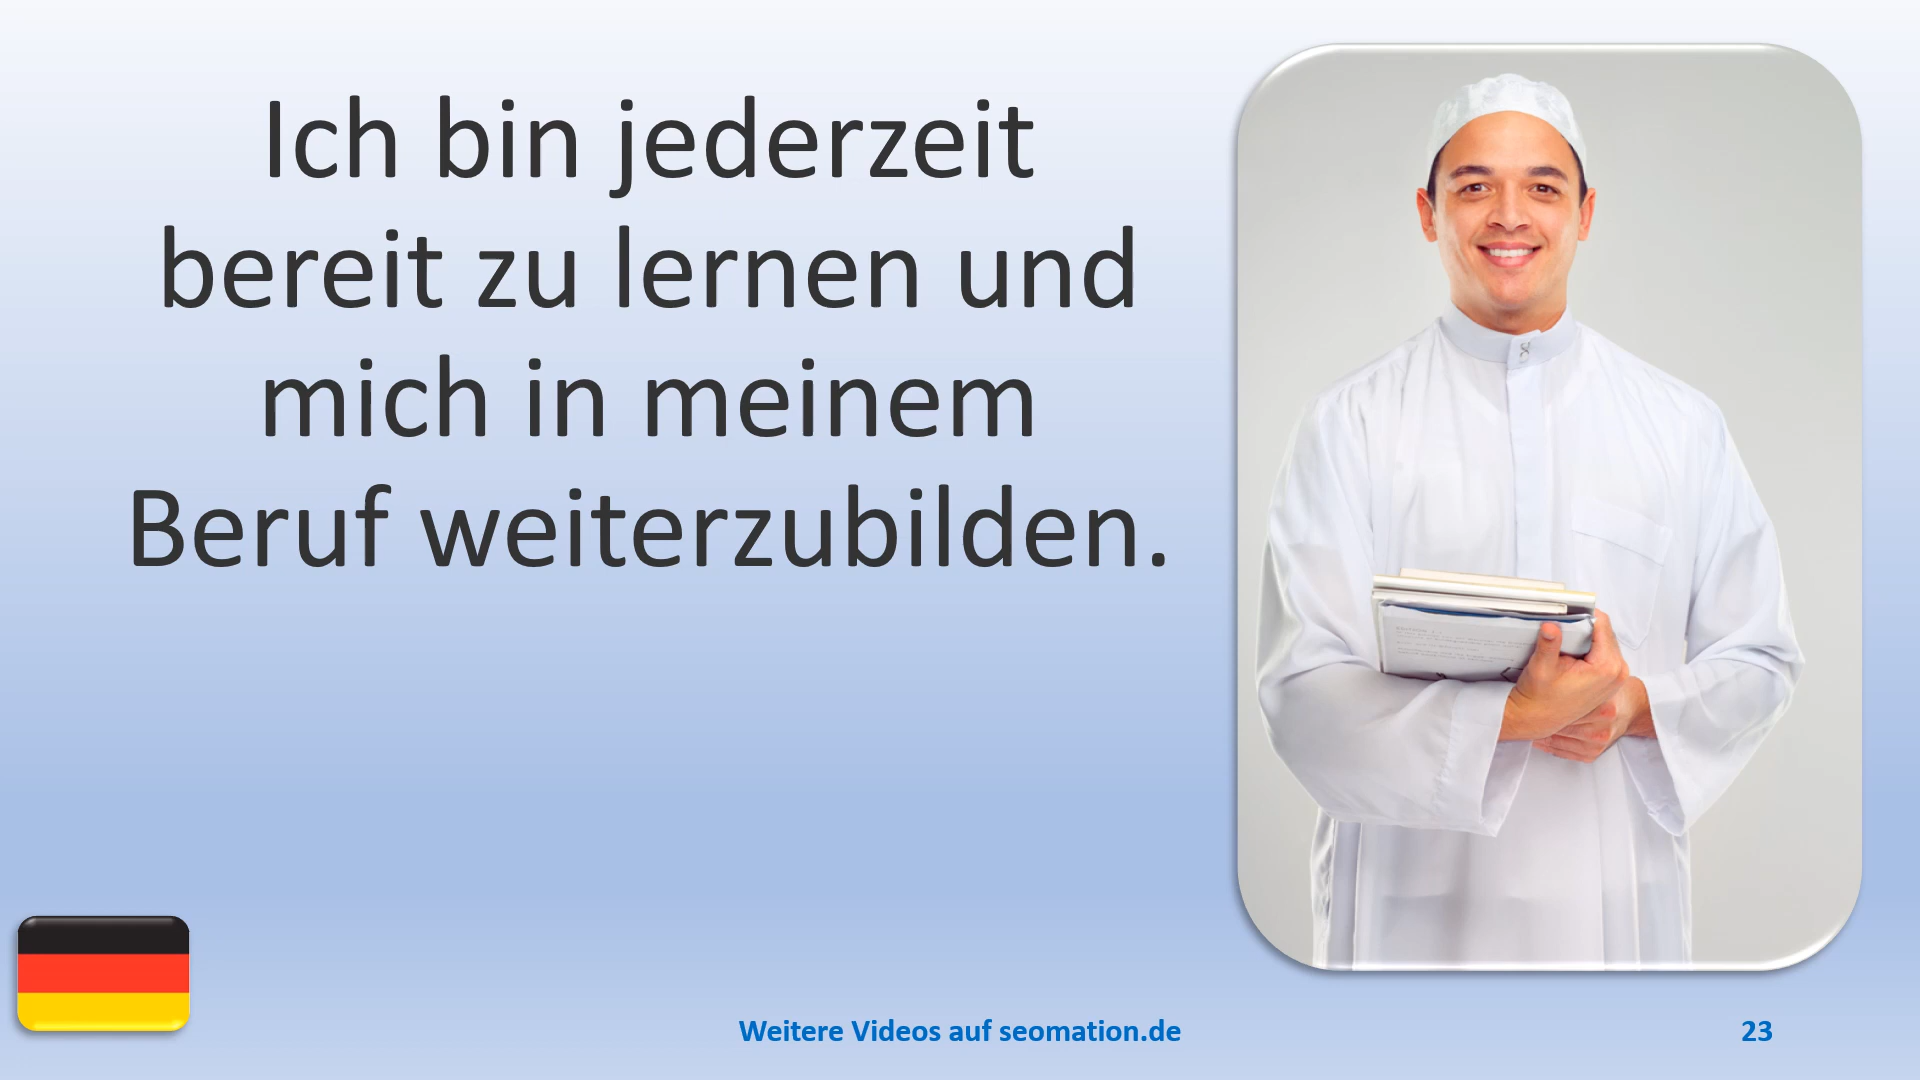 Ich bin jederzeit
bereit zu lernen und
mich in meinem
Beruf weiterzubilden.
Weitere Videos auf seomation.de
23